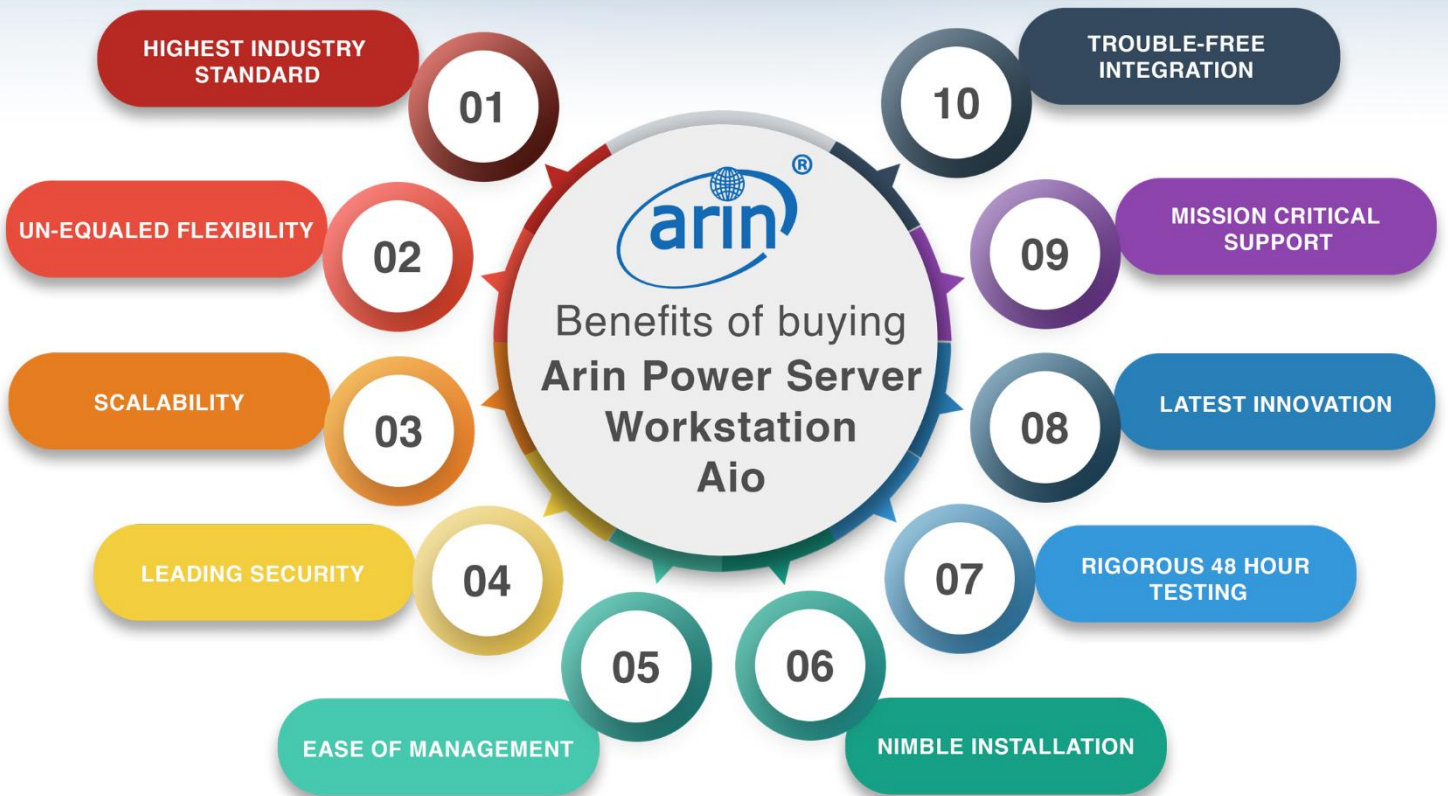 HIGHEST INDUSTRY
STANDARD
01
UN-EQUALED FLEXIBILITY
02
SCALABILITY
03
LEADING SECURITY
04
EASE OF MANAGEMENT
05
arin®
Benefits of buying
Arin Power Server
Workstation
Aio
06
NIMBLE INSTALLATION
07
RIGOROUS 48 HOUR
TESTING
08
LATEST INNOVATION
09
MISSION CRITICAL
SUPPORT
10
TROUBLE-FREE
INTEGRATION